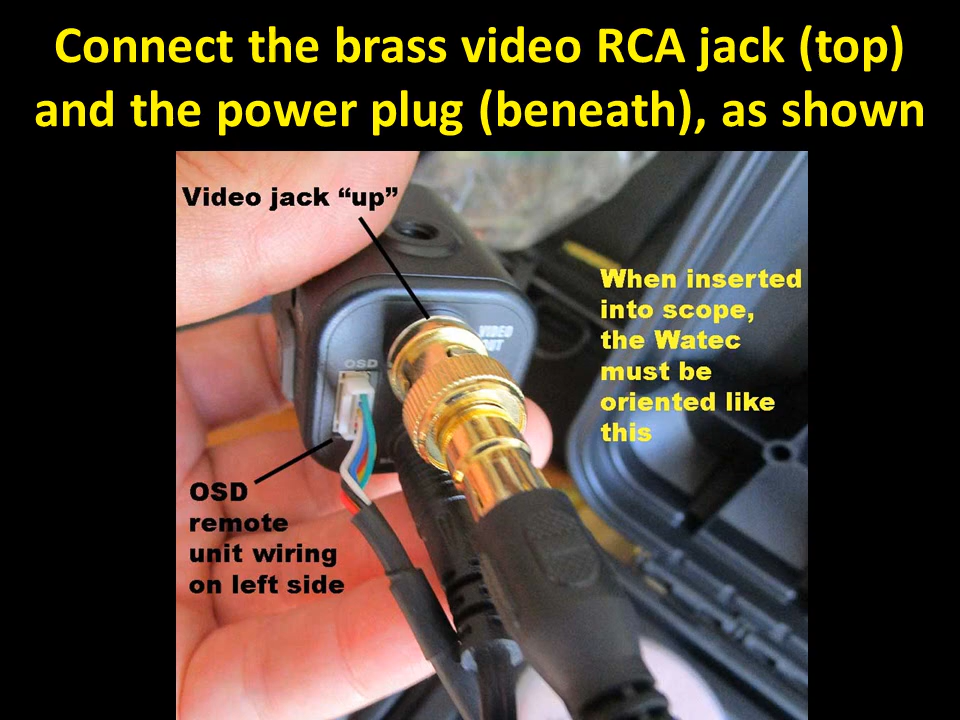 Connect the brass video RCA jack (top)
and the power plug (beneath), as shown
Video jack “up”
When inserted
into scope,
the Watec
must be
oriented like
this
VIDEO
OUT
OSD
OSD
remote
unit wiring
on left side